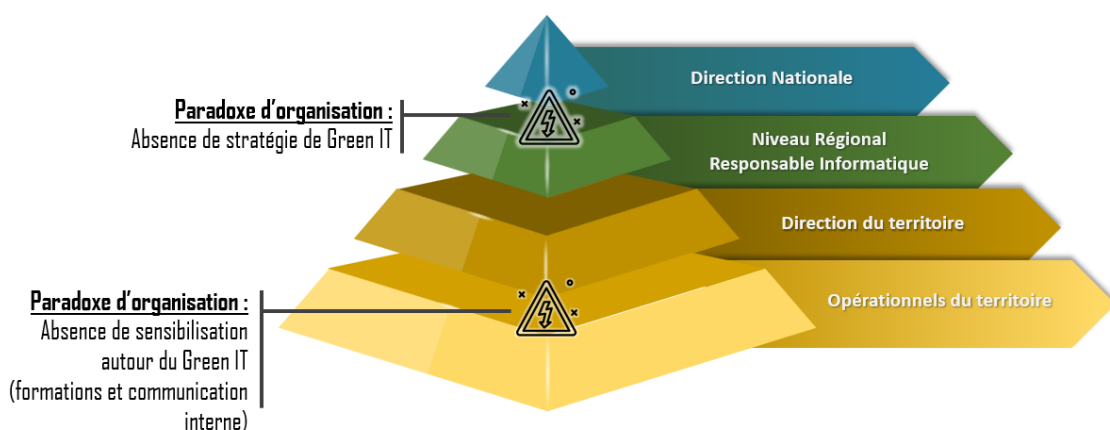 Direction Nationale
Paradoxe d'organisation :
Absence de stratégie de Green IT
Niveau Régional
Responsable Informatique
Direction du territoire
Paradoxe d'organisation :
Absence de sensibilisation
autour du Green IT
(formations et communication
interne)
Opérationnels du territoire